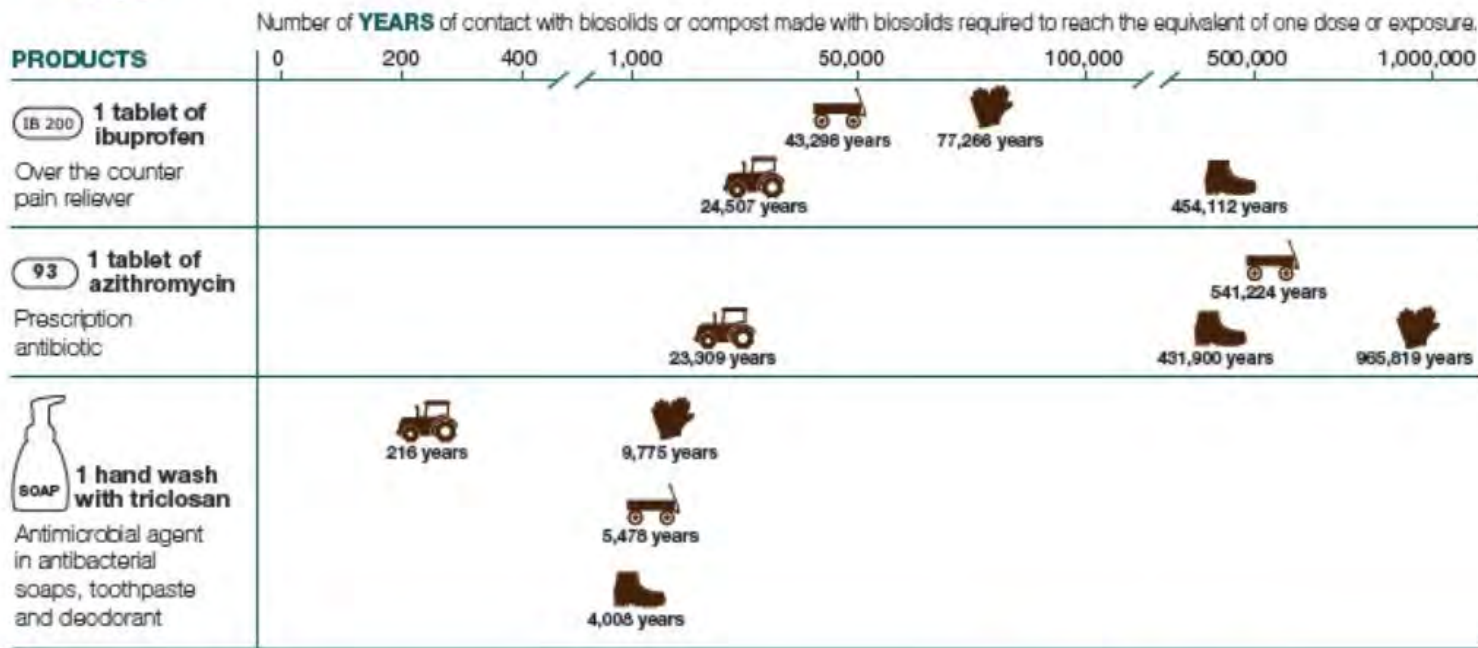 Number of YEARS of contact with biosolids or compost made with biosolids required to reach the equivalent of one dose or exposure.
PRODUCTS 0 200 400 1,000 50,000 100,000 500,000 1,000,000
IB 200 1 tablet of
ibuprofen
Over the counter
pain reliever
43,298 years 77,266 years
24,507 years 454,112 years
93 1 tablet of
azithromycin
Prescription
antibiotic
541,224 years
23,309 years 431,900 years 965,819 years
SOAP 1 hand wash
with triclosan
Antimicrobial agent
in antibacterial
soaps, toothpaste
and deodorant
216 years 9,775 years
5,478 years
4,008 years